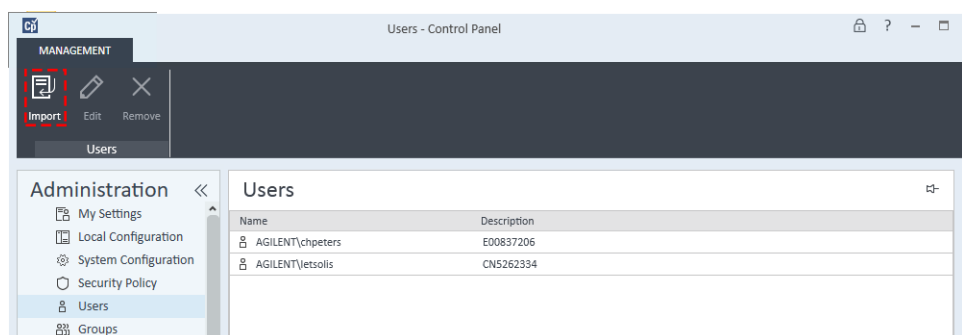 Cp
Users - Control Panel
?
MANAGEMENT
Import Edit Remove
Users
Administration
Users
My Settings
Name Description
Local Configuration
AGILENT\chpeters E00837206
System Configuration
AGILENT\letsolis CN5262334
Security Policy
Users
Groups